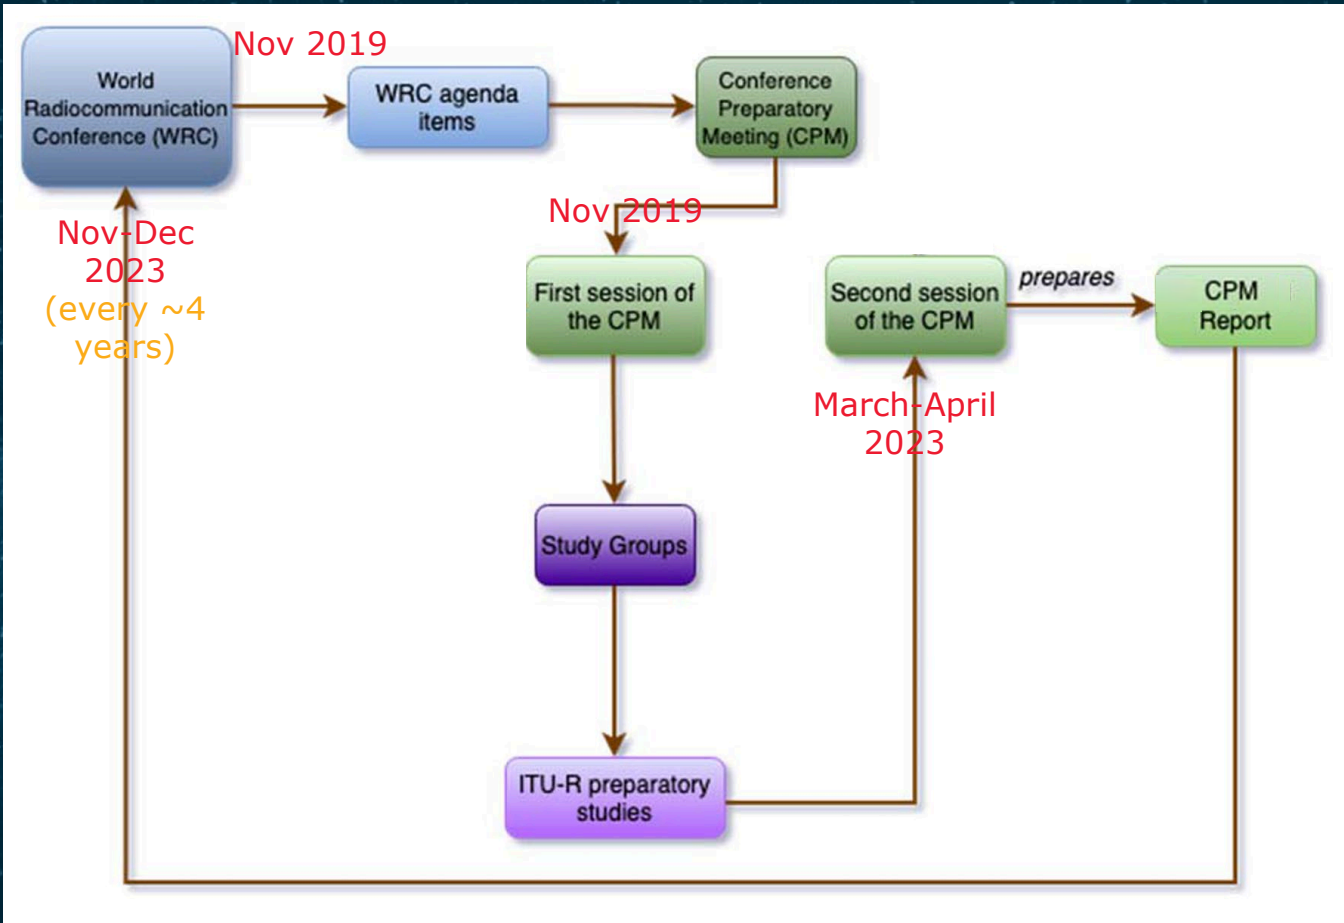 World
Radiocommunication
Conference (WRC)
Nov 2019
WRC agenda
items
Conference
Preparatory
Meeting (CPM)
Nov-Dec
2023
(every ~4
years)
Nov 2019
First session of
the CPM
Second session
of the CPM
prepares
CPM
Report
March-April
2023
Study Groups
ITU-R preparatory
studies